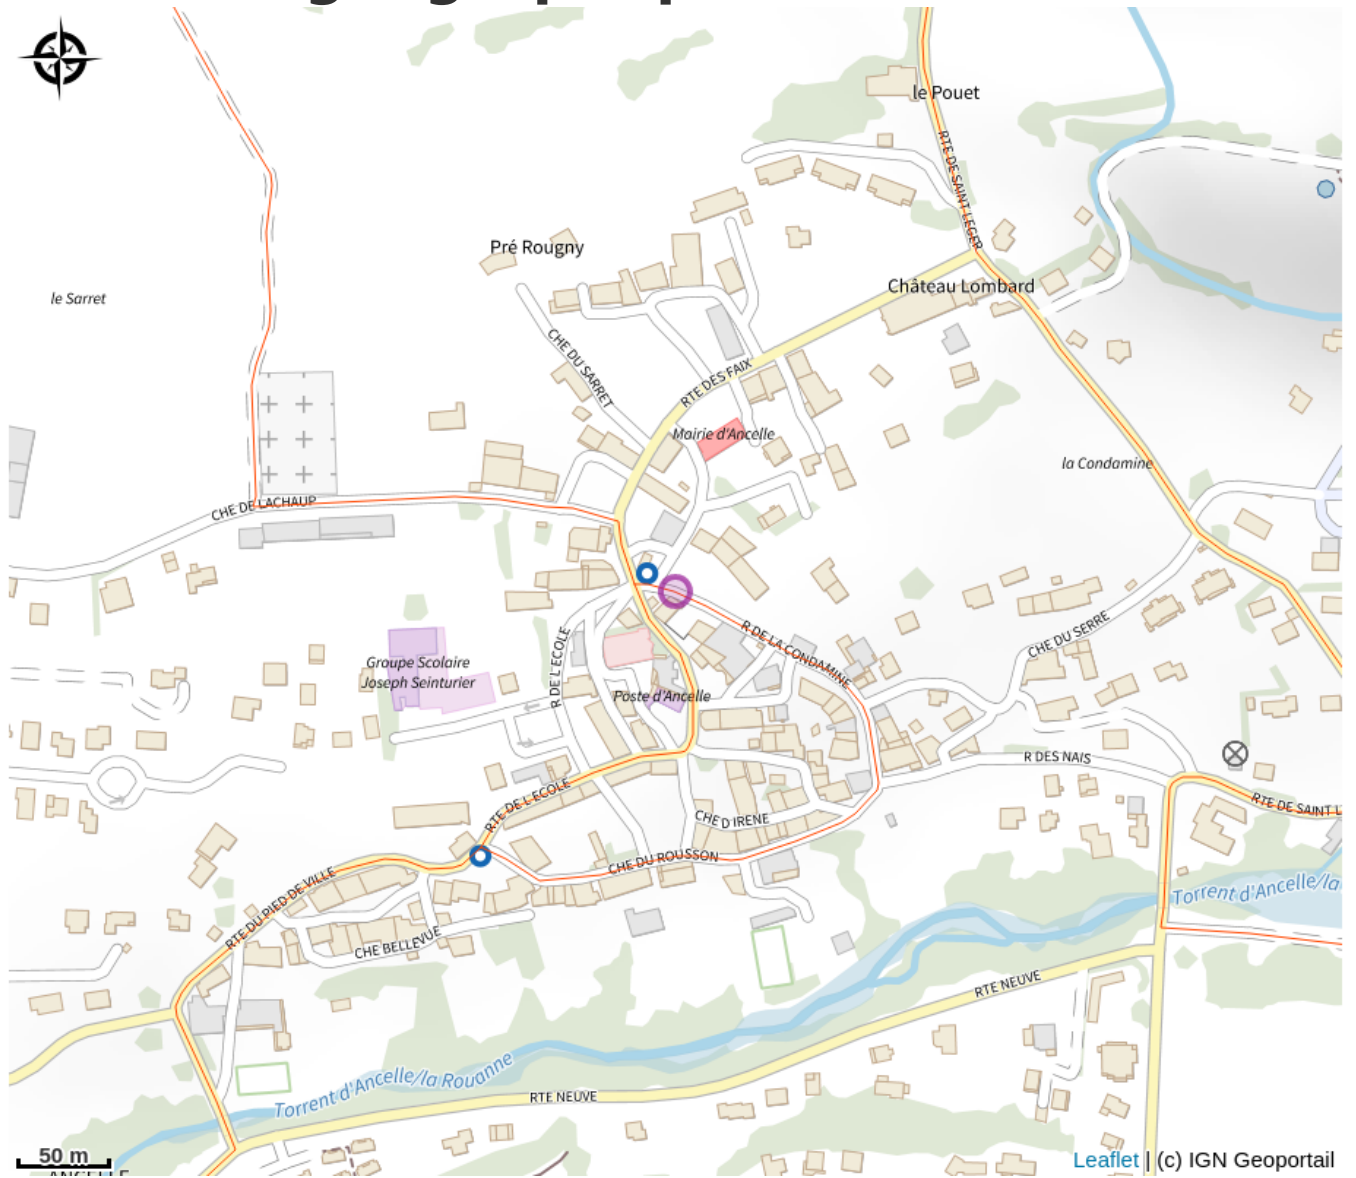 le Pouet
RTE DE SAINT LEGER
Pré Rougny
Château Lombard
le Sarret
CHE DU SARRET
RTE DES FAIX
Mairie d'Ancelle
la Condamine
CHE DE LACHAUP
R DE LA CONDAMINE
CHE DU SERRE
R DE L'ECOLE
Groupe Scolaire
Joseph Seinturier
Poste d'Ancelle
R DES NAIS
RTE DE L'ECOLE
CHE D'IRENE
RTE DE SAINT L
CHE DU ROUSSON
RTE DU PIED DE VILLE
Torrent d'Ancelle/la
CHE BELLEVUE
RTE NEUVE
Torrent d'Ancelle/la Rouanne
RTE NEUVE
50 m
ANCELLE
Leaflet | (c) IGN Geoportail